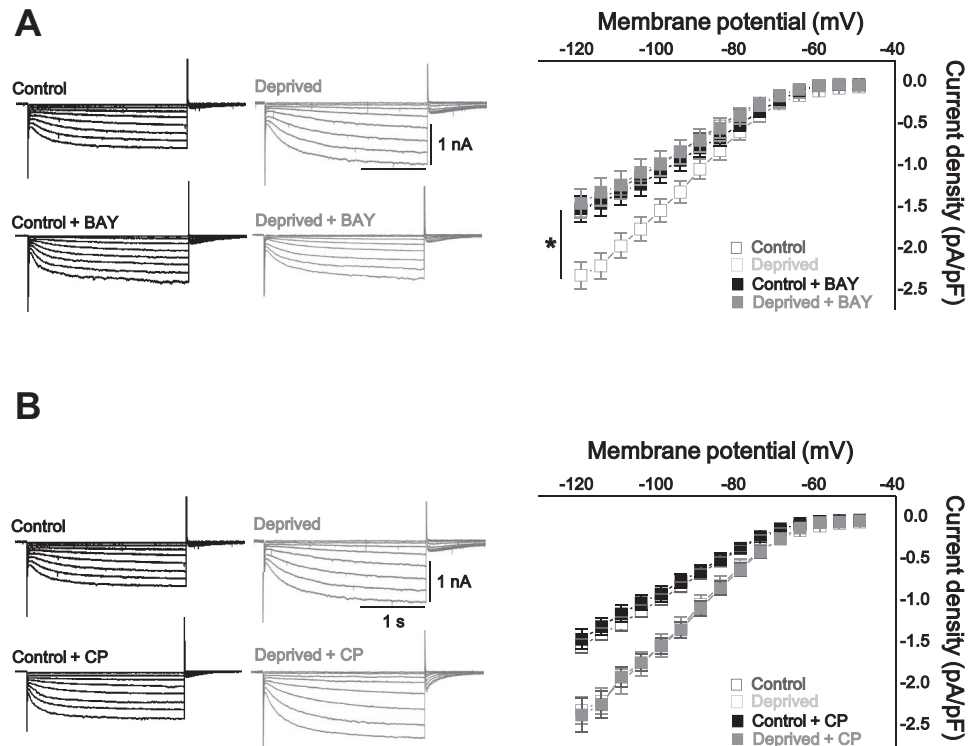 A
Membrane potential (mV)
-120 -100 -80 -60 -40
Control
Deprived
1 nA
Control + BAY
Deprived + BAY
0.0
-0.5
-1.0
-1.5
-2.0
-2.5
Current density (pA/pF)
*
Control
Deprived
Control + BAY
Deprived + BAY
B
Membrane potential (mV)
-120 -100 -80 -60 -40
Control
Deprived
1 nA
1 s
Control + CP
Deprived + CP
0.0
-0.5
-1.0
-1.5
-2.0
-2.5
Current density (pA/pF)
Control
Deprived
Control + CP
Deprived + CP